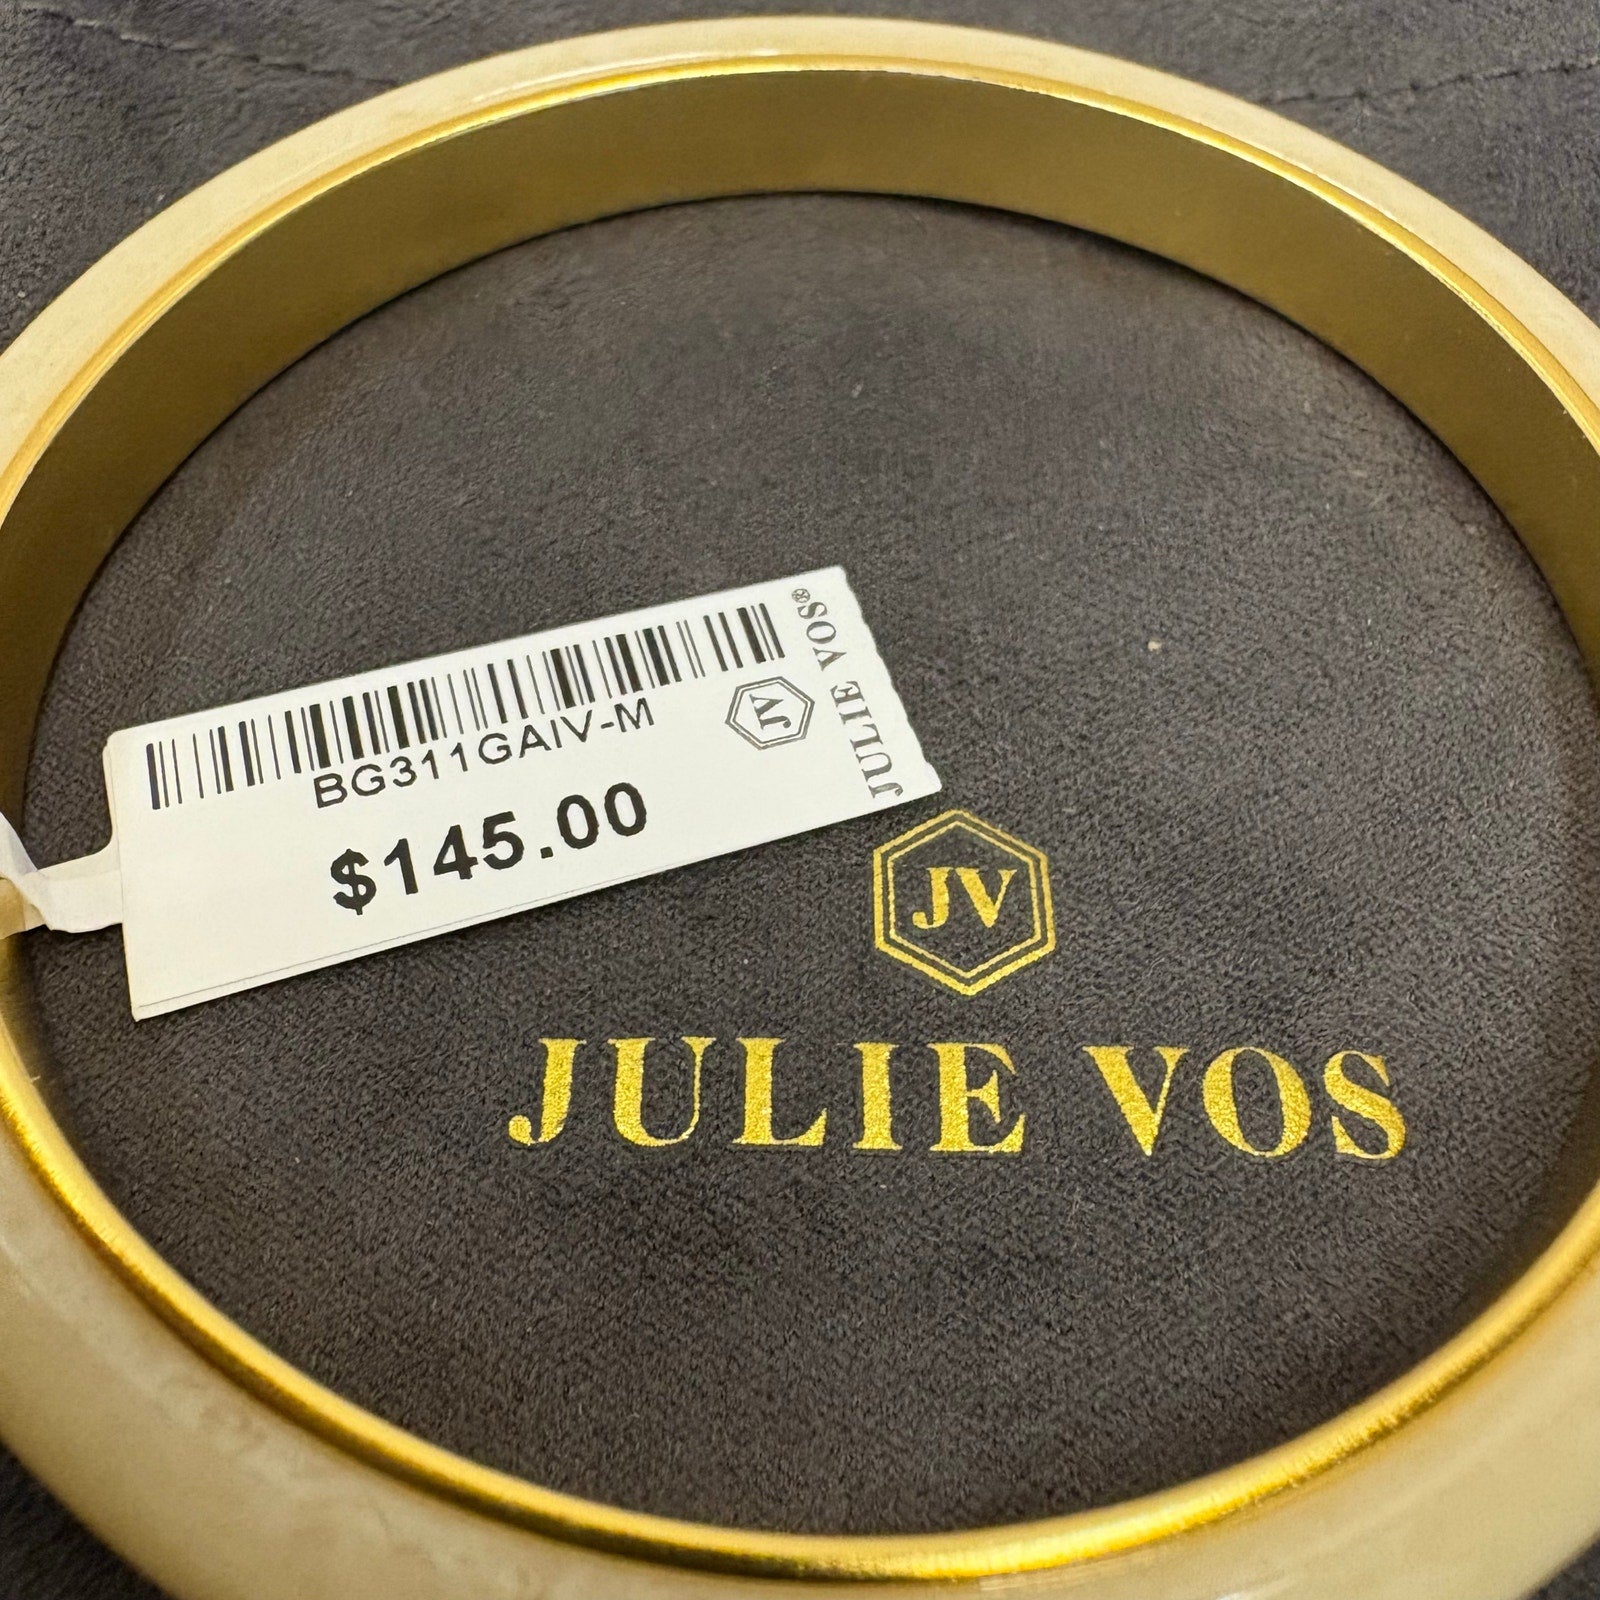 BG311GAIV-M
$145.00
JV
JULIE VOS®
JV
JULIE VOS